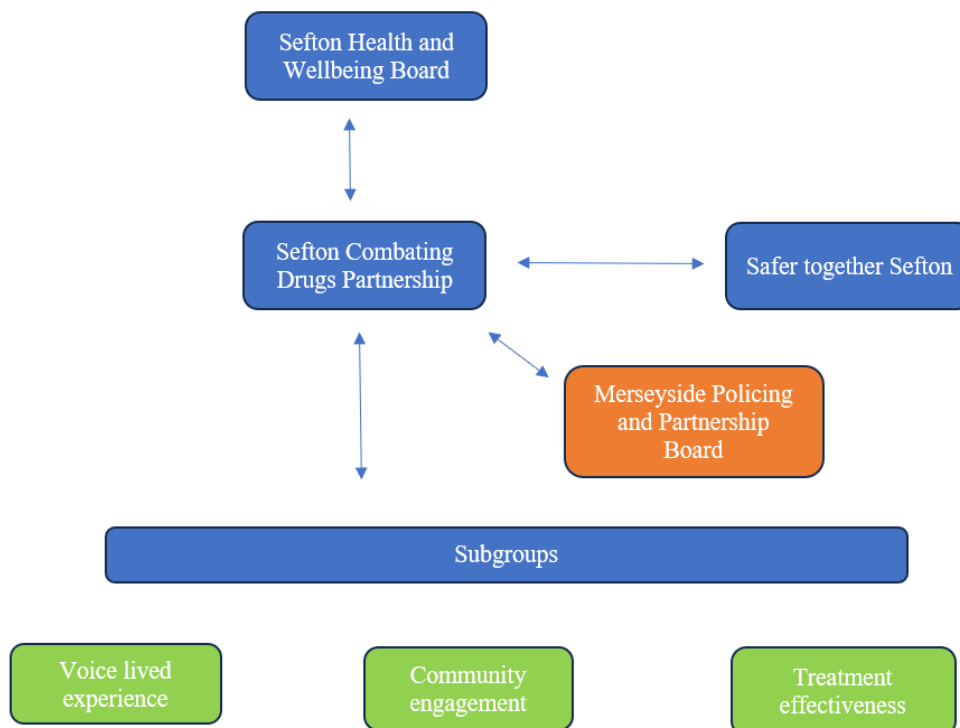 Sefton Health and
Wellbeing Board
Sefton Combating
Drugs Partnership
Safer together Sefton
Merseyside Policing
and Partnership
Board
Subgroups
Voice lived
experience
Community
engagement
Treatment
effectiveness